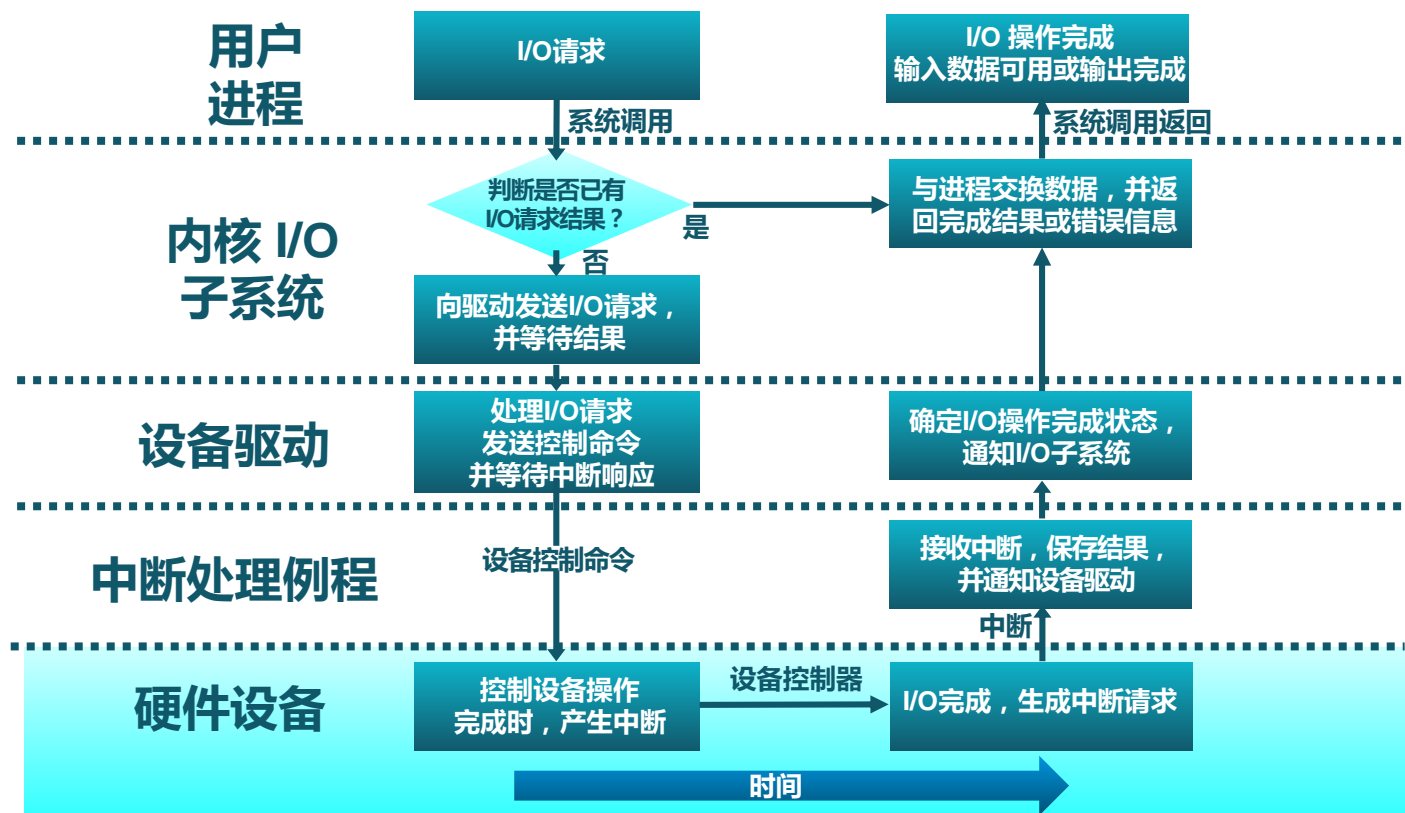 用户
进程
I/O请求
I/O 操作完成
输入数据可用或输出完成
系统调用
系统调用返回
内核 I/O
子系统
判断是否已有
I/O请求结果？
是
与进程交换数据，并返
回完成结果或错误信息
否
向驱动发送I/O请求，
并等待结果
设备驱动
处理I/O请求
发送控制命令
并等待中断响应
确定I/O操作完成状态，
通知I/O子系统
中断处理例程
设备控制命令
接收中断，保存结果，
并通知设备驱动
中断
硬件设备
控制设备操作
完成时，产生中断
设备控制器
I/O完成，生成中断请求
时间